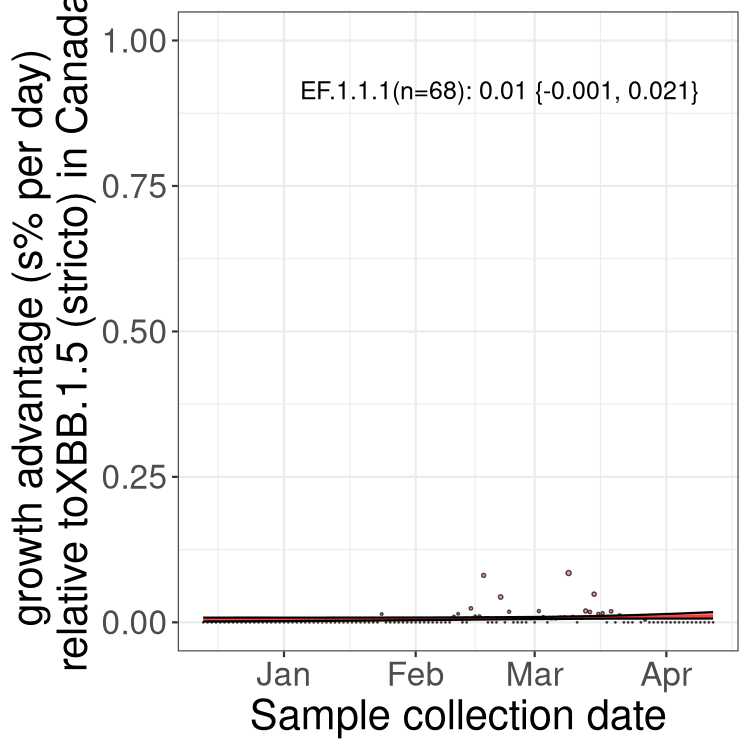 growth advantage (s% per day)
relative toXBB.1.5 (stricto) in Canada
1.00
0.75
0.50
0.25
0.00
EF.1.1.1(n=68): 0.01 {-0.001, 0.021}
Jan Feb Mar Apr
Sample collection date